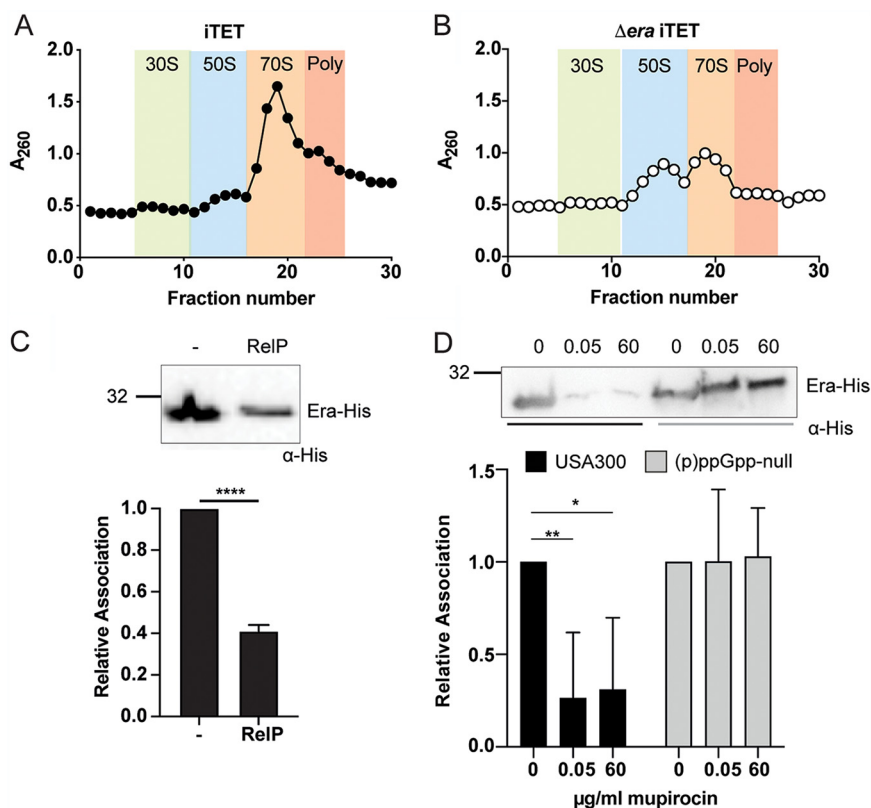 A
iTET
30S 50S 70S Poly
2.0
1.5
1.0
0.5
0.0
A260
0 10 20 30
Fraction number
B
Δera iTET
30S 50S 70S Poly
2.0
1.5
1.0
0.5
0.0
A260
0 10 20 30
Fraction number
C
- RelP
32
Era-His
α-His
****
1.0
0.8
0.6
0.4
0.2
0.0
Relative Association
- RelP
D
0 0.05 60 0 0.05 60
32
Era-His
α-His
USA300 (p)ppGpp-null
*
**
1.5
1.0
0.5
0.0
Relative Association
0 0.05 60 0 0.05 60
µg/ml mupirocin